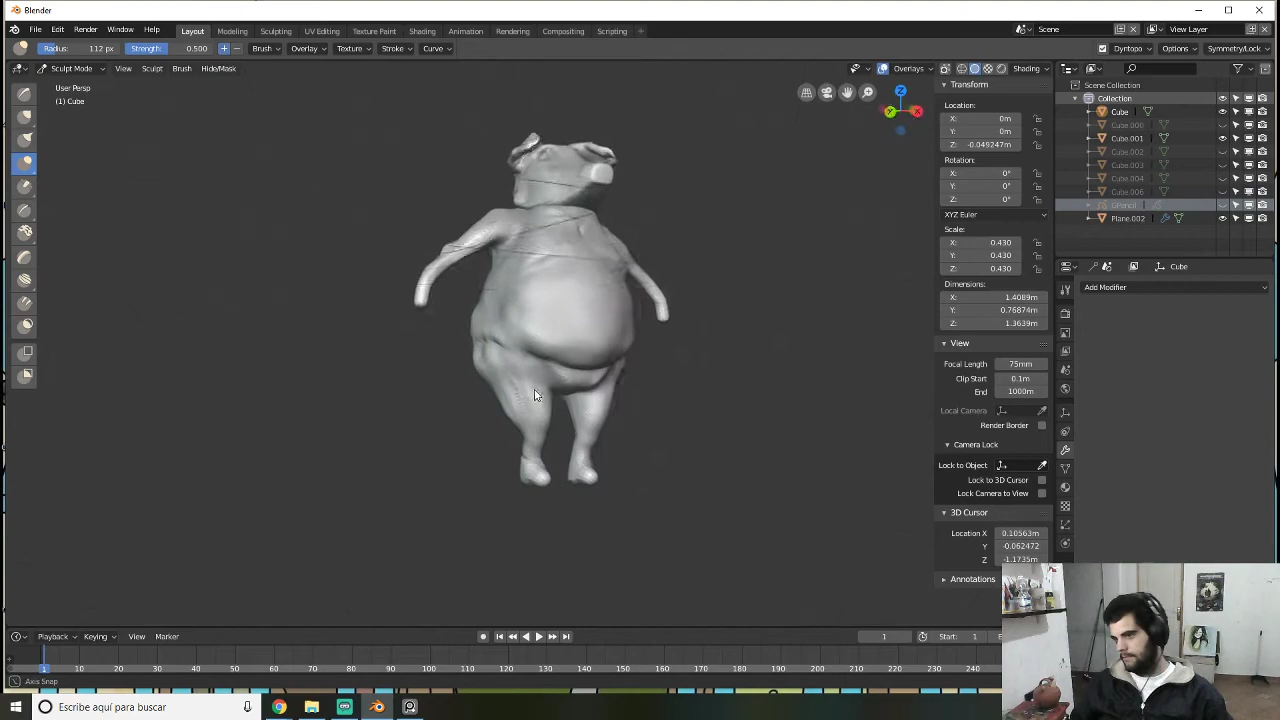 Blender
File Edit Render Window Help Layout Modeling Sculpting UV Editing Texture Paint Shading Animation Rendering Compositing Scripting + Scene View Layer
Radius: 112 px Strength: 0.500 Brush Overlay Texture Stroke Curve Dyntopo Options Symmetry/Lock
Sculpt Mode View Sculpt Brush Hide/Mask Overlays Shading
User Persp
(1) Cube
Z
Y X
Transform
Location:
X: 0m
Y: 0m
Z: -0.049247m
Rotation:
X: 0°
Y: 0°
Z: 0°
XYZ Euler
Scale:
X: 0.430
Y: 0.430
Z: 0.430
Dimensions:
X: 1.4089m
Y: 0.76874m
Z: 1.3639m
View
Focal Length 75mm
Clip Start 0.1m
End 1000m
Local Camera
Render Border
Camera Lock
Lock to Object
Lock to 3D Cursor
Lock Camera to View
3D Cursor
Location X 0.10563m
Y -0.062472
Z -1.1735m
Annotations
Scene Collection
Collection
Cube
Cube.000
Cube.001
Cube.002
Cube.003
Cube.004
Cube.006
GPencil
Plane.002
Cube
Add Modifier
Playback Keying View Marker 1 Start: 1
1 10 20 30 40 50 60 70 80 90 100 110 120 130 140 150 160 170 180 190 200 210 220 230 240
Axis Snap
Escribe aquí para buscar